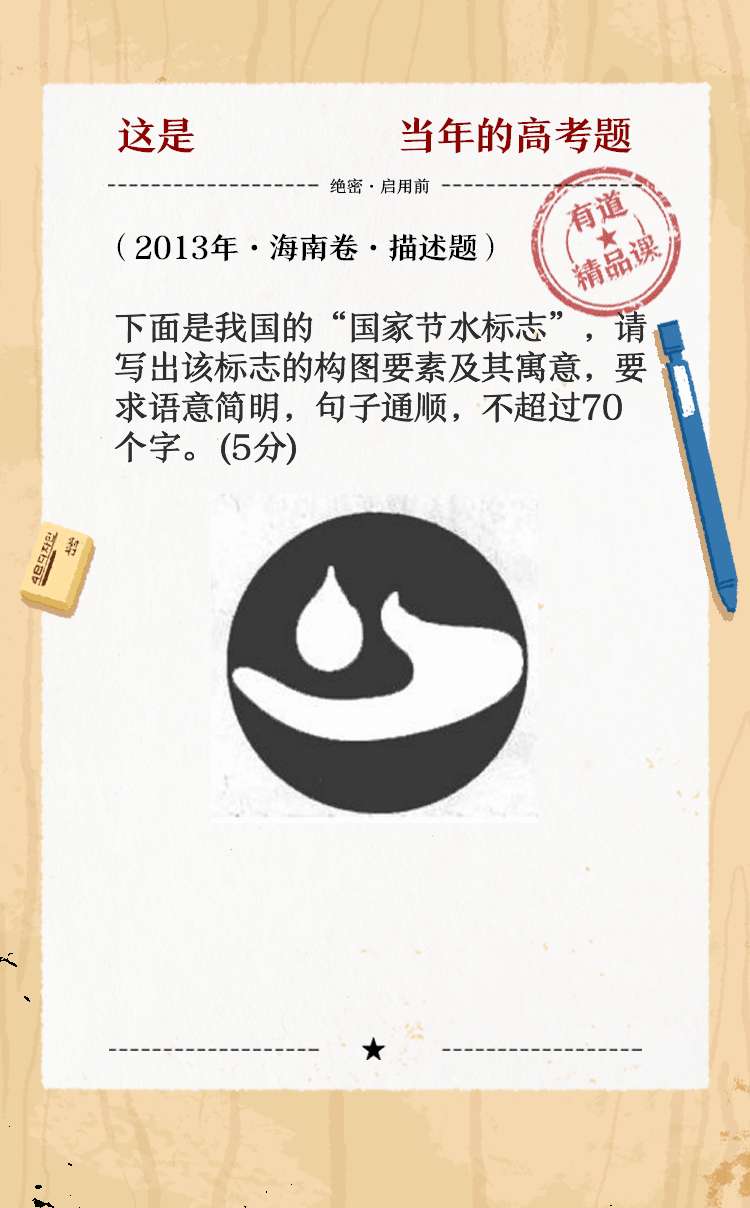 这是 当年的高考题
绝密·启用前
（2013年·海南卷·描述题）
有道
精品课
下面是我国的“国家节水标志”，请
写出该标志的构图要素及其寓意，要
求语意简明，句子通顺，不超过70
个字。(5分)